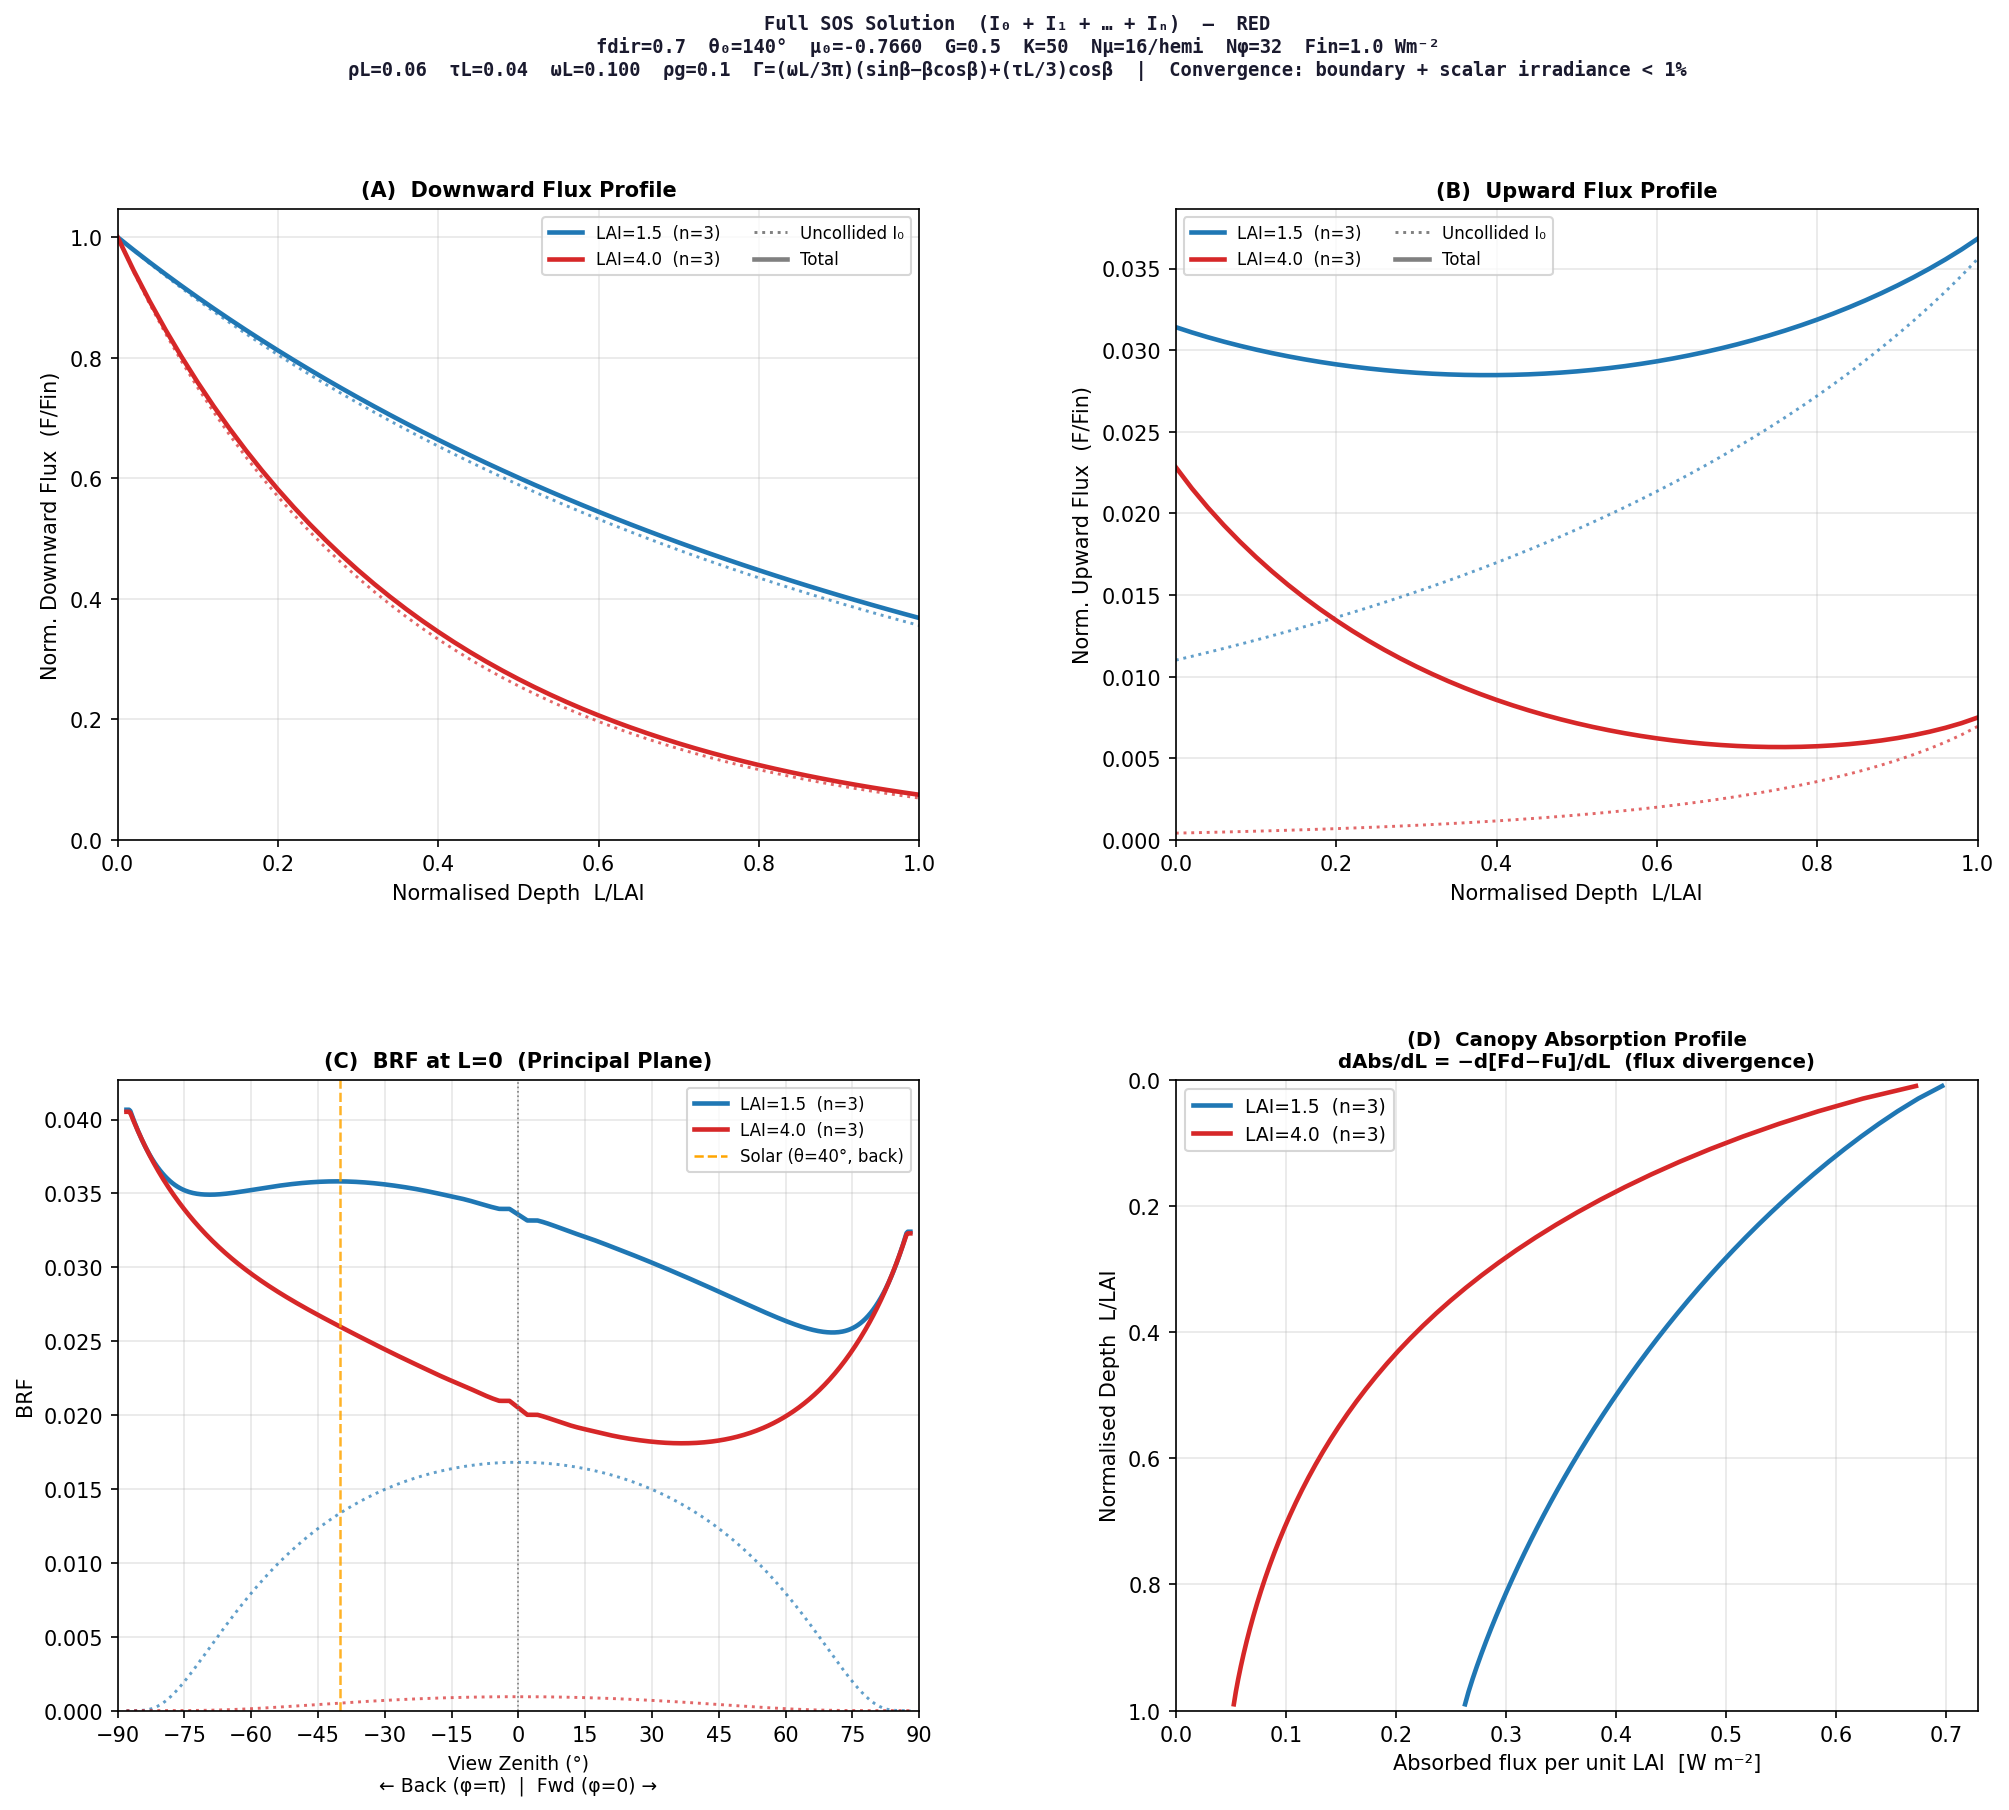 Full SOS Solution (I₀ + I₁ + … + Iₙ) — RED
fdir=0.7 θ₀=140° μ₀=-0.7660 G=0.5 K=50 Nμ=16/hemi Nφ=32 Fin=1.0 Wm⁻²
ρL=0.06 τL=0.04 ωL=0.100 ρg=0.1 Γ=(ωL/3π)(sinβ−βcosβ)+(τL/3)cosβ | Convergence: boundary + scalar irradiance < 1%
(A) Downward Flux Profile
LAI=1.5 (n=3)
LAI=4.0 (n=3)
Uncollided I₀
Total
Norm. Downward Flux (F/Fin)
1.0
0.8
0.6
0.4
0.2
0.0
0.0 0.2 0.4 0.6 0.8 1.0
Normalised Depth L/LAI
(B) Upward Flux Profile
LAI=1.5 (n=3)
LAI=4.0 (n=3)
Uncollided I₀
Total
Norm. Upward Flux (F/Fin)
0.035
0.030
0.025
0.020
0.015
0.010
0.005
0.000
0.0 0.2 0.4 0.6 0.8 1.0
Normalised Depth L/LAI
(C) BRF at L=0 (Principal Plane)
LAI=1.5 (n=3)
LAI=4.0 (n=3)
Solar (θ=40°, back)
BRF
0.040
0.035
0.030
0.025
0.020
0.015
0.010
0.005
0.000
−90 −75 −60 −45 −30 −15 0 15 30 45 60 75 90
View Zenith (°)
← Back (φ=π) | Fwd (φ=0) →
(D) Canopy Absorption Profile
dAbs/dL = −d[Fd−Fu]/dL (flux divergence)
LAI=1.5 (n=3)
LAI=4.0 (n=3)
Normalised Depth L/LAI
0.0
0.2
0.4
0.6
0.8
1.0
0.0 0.1 0.2 0.3 0.4 0.5 0.6 0.7
Absorbed flux per unit LAI [W m⁻²]